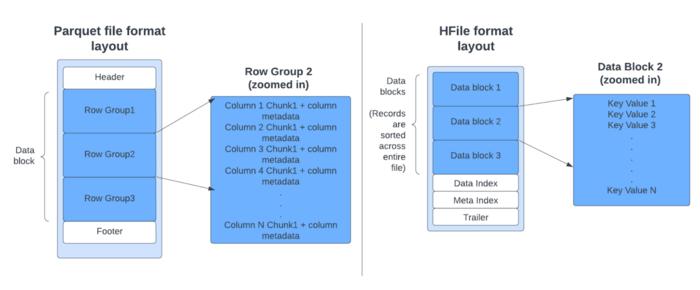 Parquet file format
layout
Header
Row Group1
Row Group2
Row Group3
Footer
Data
block
Row Group 2
(zoomed in)
Column 1 Chunk1 + column
metadata
Column 2 Chunk1 + column
metadata
Column 3 Chunk1 + column
metadata
Column 4 Chunk1 + column
metadata
.
.
.
Column N Chunk1 + column
metadata
HFile format
layout
Data
blocks
(Records
are
sorted
across
entire
file)
Data block 1
Data block 2
Data block 3
Data Index
Meta Index
Trailer
Data Block 2
(zoomed in)
Key Value 1
Key Value 2
Key Value 3
.
.
.
.
.
Key Value N